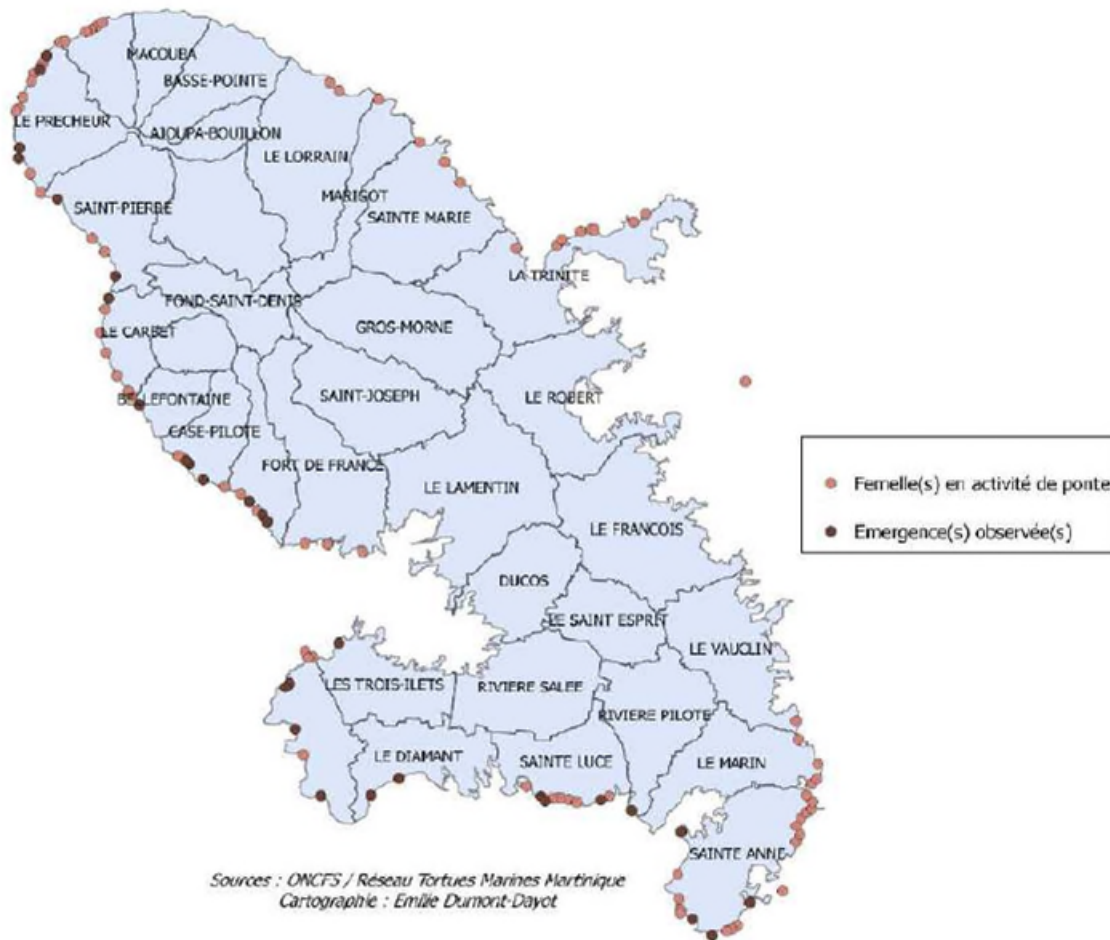 MACOUBA
BASSE-POINTE
LE PRECHEUR
AJOUPA-BOUILLON
LE LORRAIN
MARIGOT
SAINT-PIERRE
SAINTE MARIE
LA TRINITE
FOND-SAINT-DENIS
LE CARBET
GROS-MORNE
BELLEFONTAINE
SAINT-JOSEPH
LE ROBERT
CASE-PILOTE
FORT DE FRANCE
LE LAMENTIN
Femelle(s) en activité de ponte
LE FRANCOIS
Emergence(s) observée(s)
DUCOS
LE SAINT ESPRIT
LE VAUCLIN
LES TROIS-ILETS
RIVIERE SALEE
RIVIERE PILOTE
LE DIAMANT
SAINTE LUCE
LE MARIN
SAINTE ANNE
Sources : ONCFS / Réseau Tortues Marines Martinique
Cartographie : Emilie Dumont-Dayot